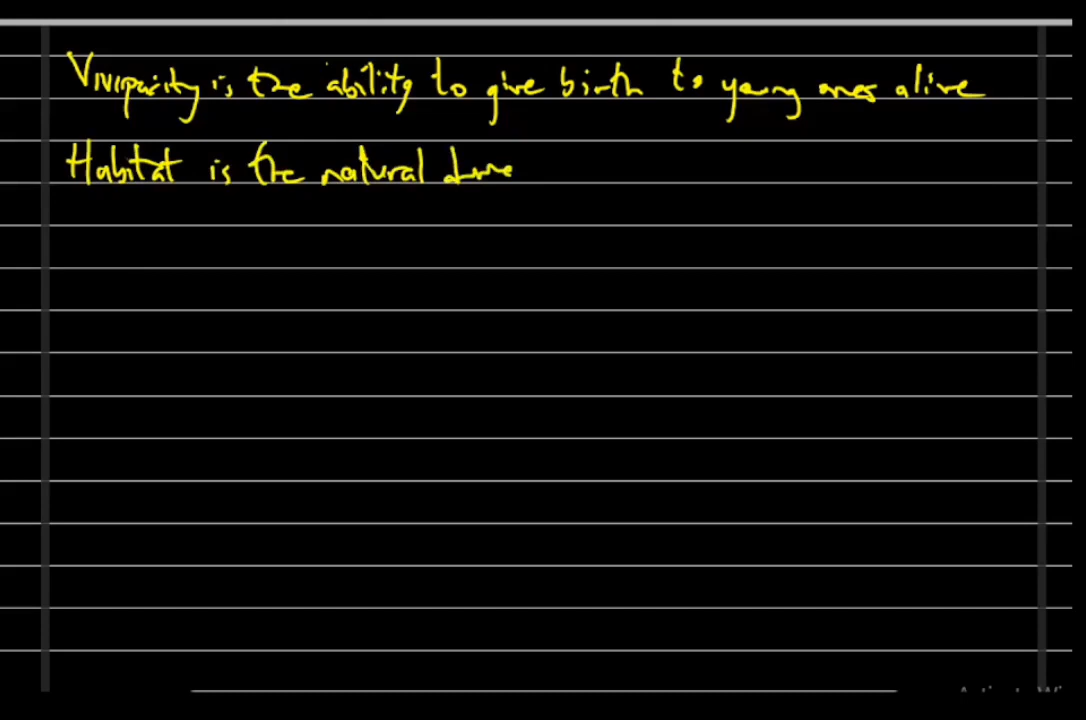 Viviparity is the ability to give birth to young ones alive
Habitat is the natural